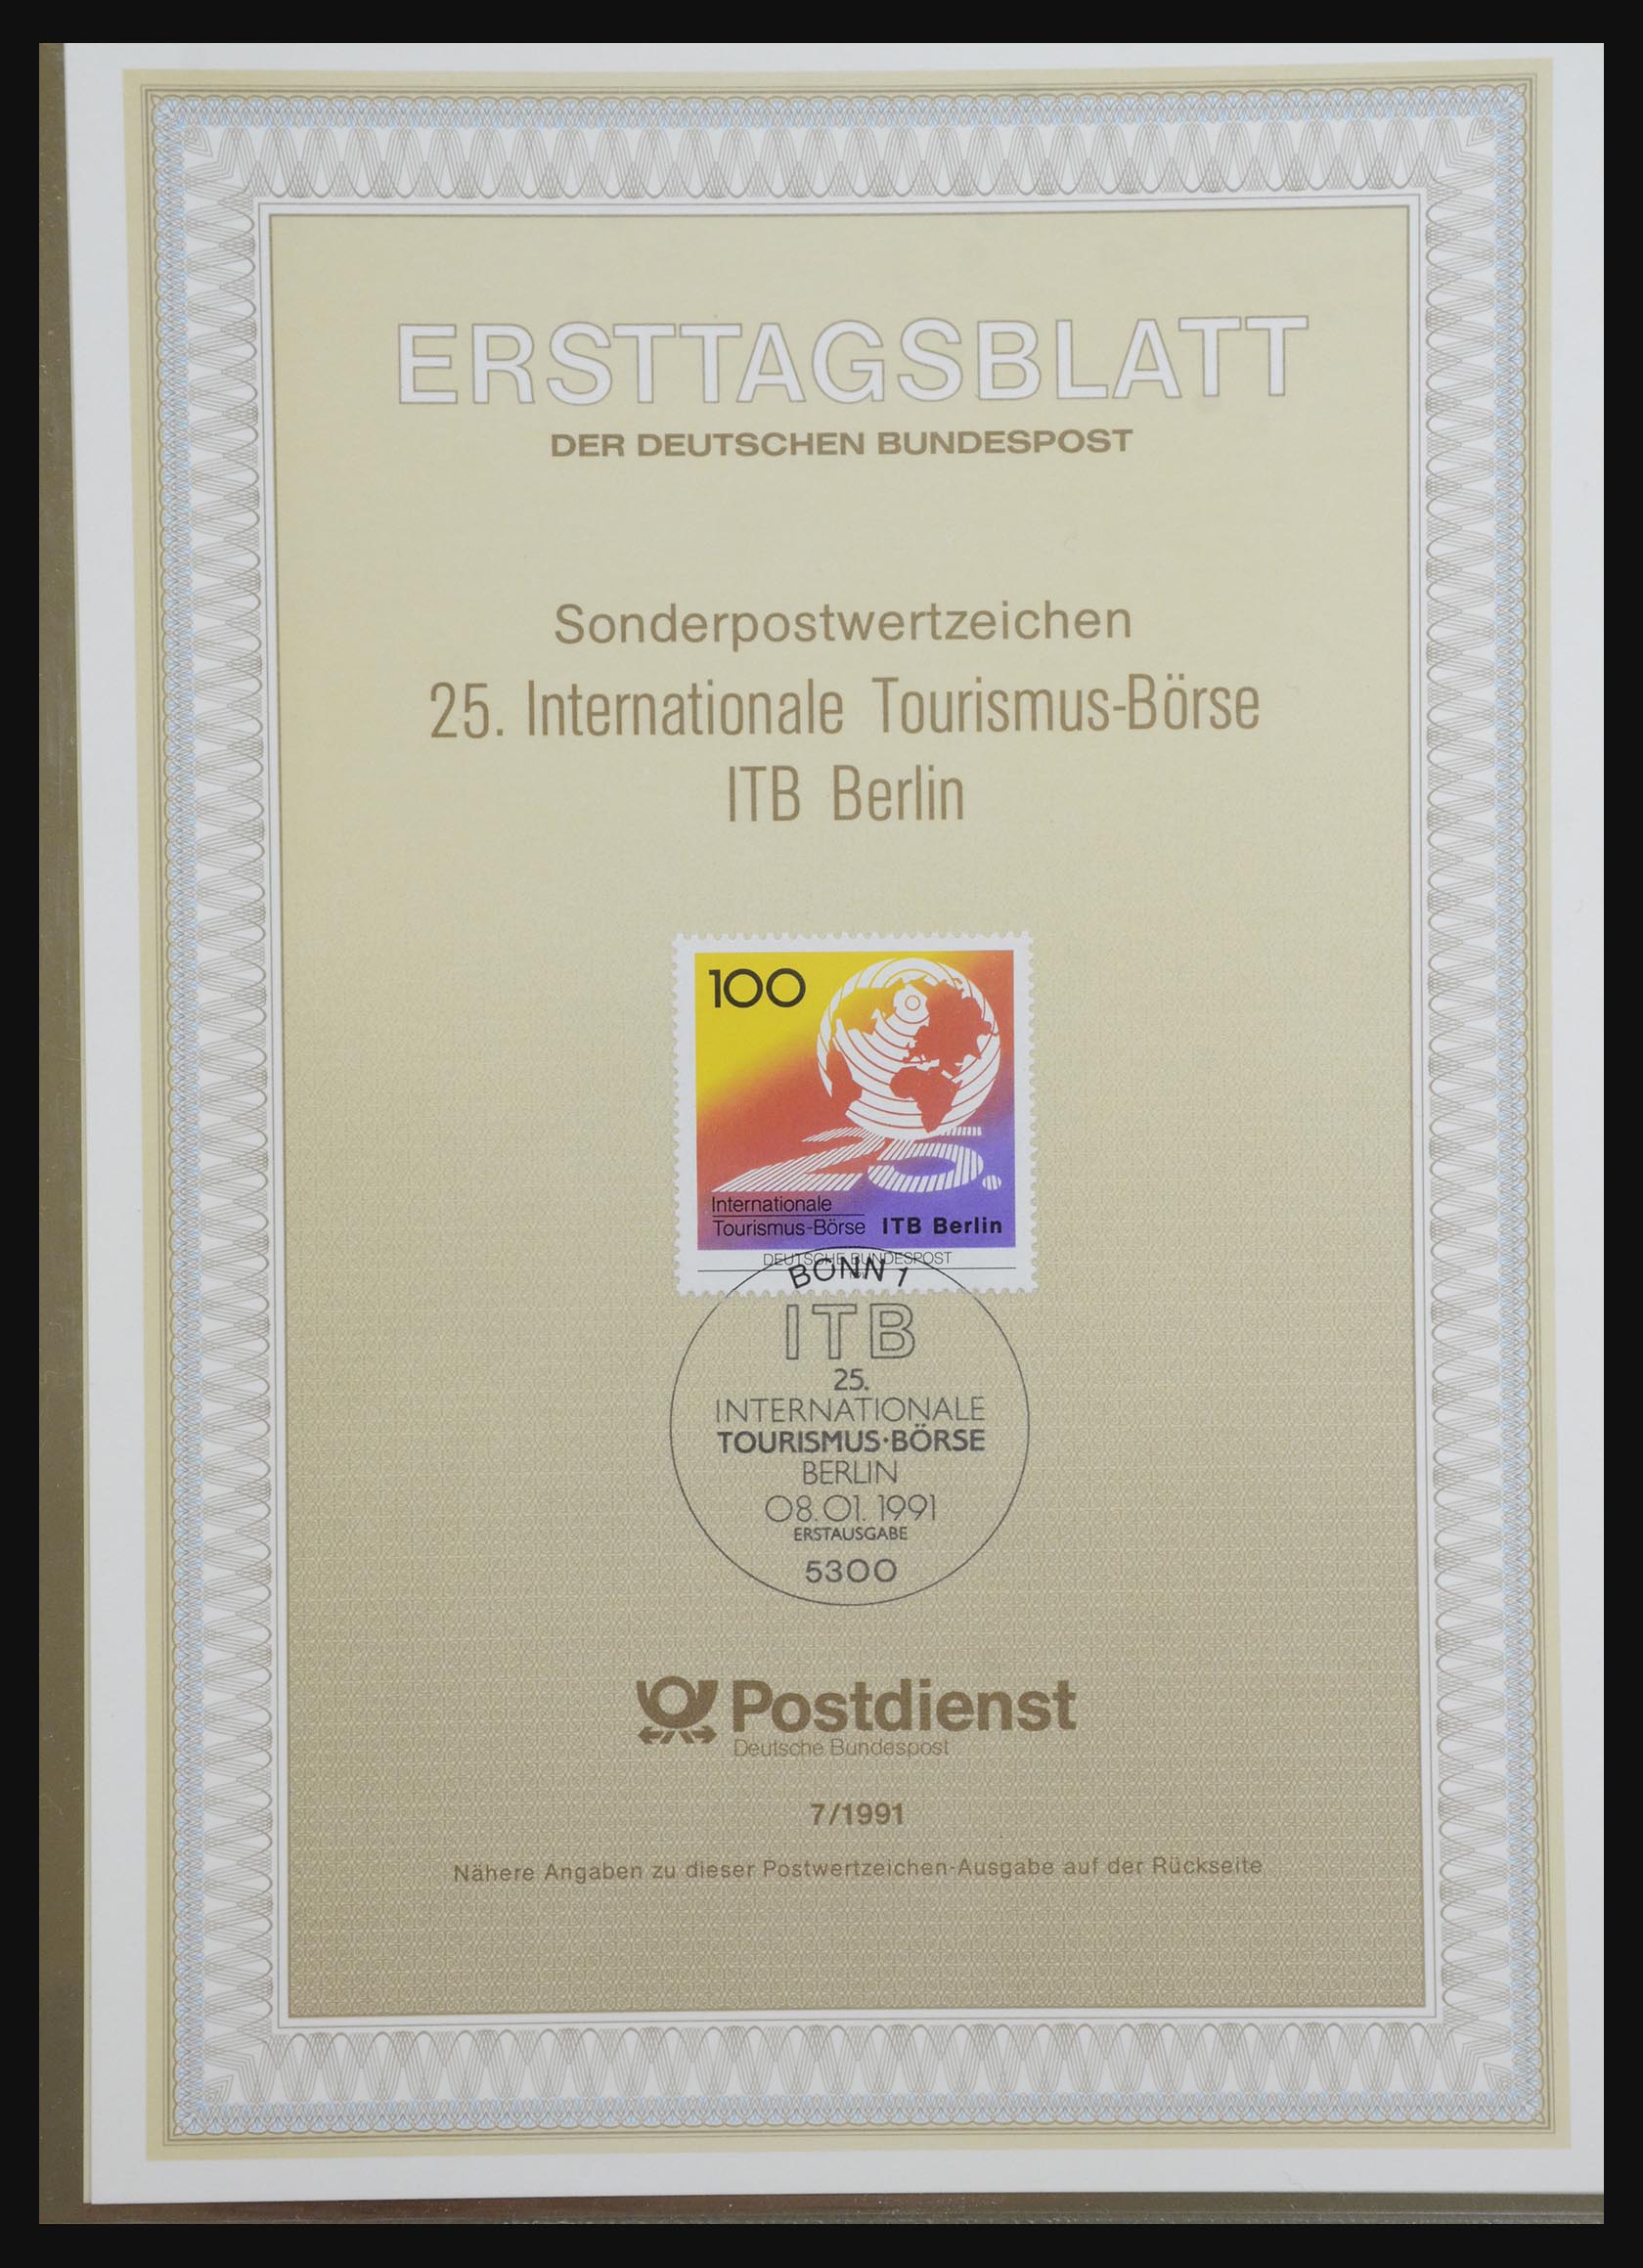 ERSTTAGSBLATT
DER DEUTSCHEN BUNDESPOST
Sonderpostwertzeichen
25. Internationale Tourismus-Börse
ITB Berlin
100
25.
Internationale
Tourismus-Börse ITB Berlin
DEUTSCHE BUNDESPOST
BONN 1
ITB
25.
INTERNATIONALE
TOURISMUS·BÖRSE
BERLIN
08.01.1991
ERSTAUSGABE
5300
Postdienst
Deutsche Bundespost
7/1991
Nähere Angaben zu dieser Postwertzeichen-Ausgabe auf der Rückseite